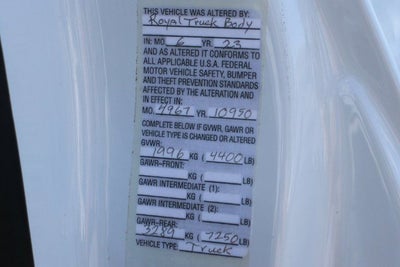 THIS VEHICLE WAS ALTERED BY:
Royal Truck Body
IN: MO. 6 YR. 23
AND AS ALTERED IT CONFORMS TO
ALL APPLICABLE U.S.A. FEDERAL
MOTOR VEHICLE SAFETY, BUMPER
AND THEFT PREVENTION STANDARDS
AFFECTED BY THE ALTERATION AND
IN EFFECT IN:
MO. 4967 YR. 10950
COMPLETE BELOW IF GVWR, GAWR OR
VEHICLE TYPE IS CHANGED OR ALTERED
GVWR:
1996 KG ( 4400 LB)
GAWR-FRONT:
KG ( LB)
GAWR INTERMEDIATE (1):
KG ( LB)
GAWR INTERMEDIATE (2):
KG ( LB)
GAWR-REAR:
3289 KG ( 7250 LB)
VEHICLE TYPE: Truck